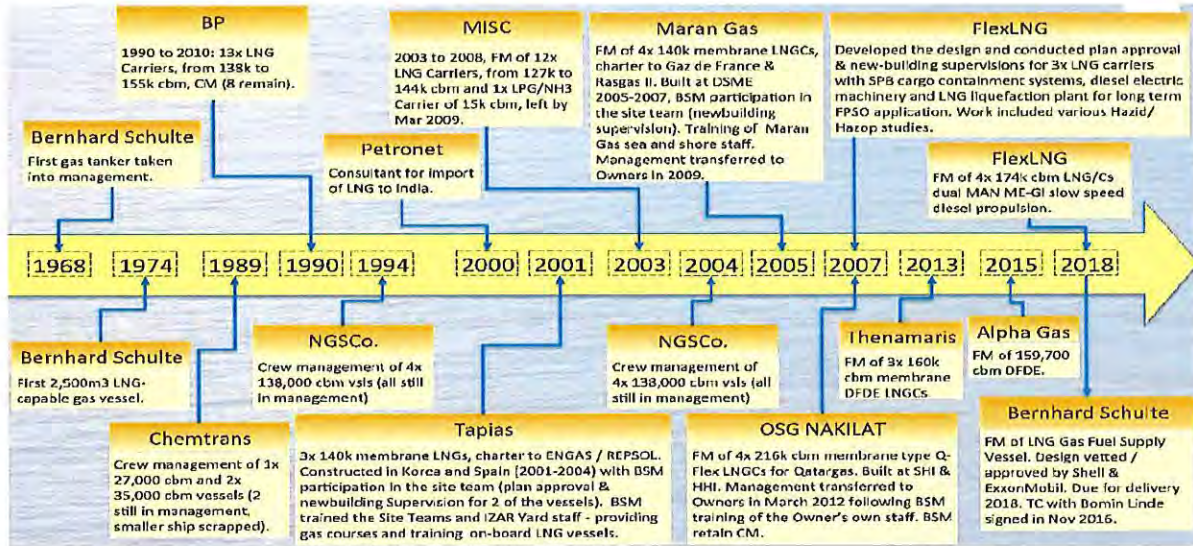 BP
1990 to 2010: 13x LNG
Carriers, from 138k to
155k cbm, CM (8 remain).
MISC
2003 to 2008, FM of 12x
LNG Carriers, from 127k to
144k cbm and 1x LPG/NH3
Carrier of 15k cbm, left by
Mar 2009.
Maran Gas
FM of 4x 140k membrane LNGCs,
charter to Gaz de France &
Rasgas II. Built at DSME
2005-2007, BSM participation in
the site team (newbuilding
supervision). Training of Maran
Gas sea and shore staff.
Management transferred to
Owners in 2009.
FlexLNG
Developed the design and conducted plan approval
& new-building supervisions for 3x LNG carriers
with SPB cargo containment systems, diesel electric
machinery and LNG liquefaction plant for long term
FPSO application. Work included various Hazid/
Hazop studies.
Bernhard Schulte
First gas tanker taken
into management.
Petronet
Consultant for import
of LNG to India.
FlexLNG
FM of 4x 174k cbm LNG/Cs
dual MAN ME-GI slow speed
diesel propulsion.
1968 1974 1989 1990 1994 2000 2001 2003 2004 2005 2007 2013 2015 2018
Bernhard Schulte
First 2,500m3 LNG-
capable gas vessel.
Chemtrans
Crew management of 1x
27,000 cbm and 2x
35,000 cbm vessels (2
still in management,
smaller ship scrapped).
NGSCo.
Crew management of 4x
138,000 cbm vsls (all still
in management)
Tapias
3x 140k membrane LNGs, charter to ENGAS / REPSOL.
Constructed in Korea and Spain (2001-2004) with BSM
participation in the site team (plan approval &
newbuilding Supervision for 2 of the vessels). BSM
trained the Site Teams and IZAR Yard staff - providing
gas courses and training on-board LNG vessels.
NGSCo.
Crew management of
4x 138,000 cbm vsls (all
still in management)
OSG NAKILAT
FM of 4x 216k cbm membrane type Q-
Flex LNGCs for Qatargas. Built at SHI &
HHI. Management transferred to
Owners in March 2012 following BSM
training of the Owner's own staff. BSM
retain CM.
Thenamaris
FM of 3x 160k
cbm membrane
DFDE LNGCs
Alpha Gas
FM of 159,700
cbm DFDE.
Bernhard Schulte
FM of LNG Gas Fuel Supply
Vessel. Design vetted /
approved by Shell &
ExxonMobil. Due for delivery
2018. TC with Bomin Linde
signed in Nov 2016.